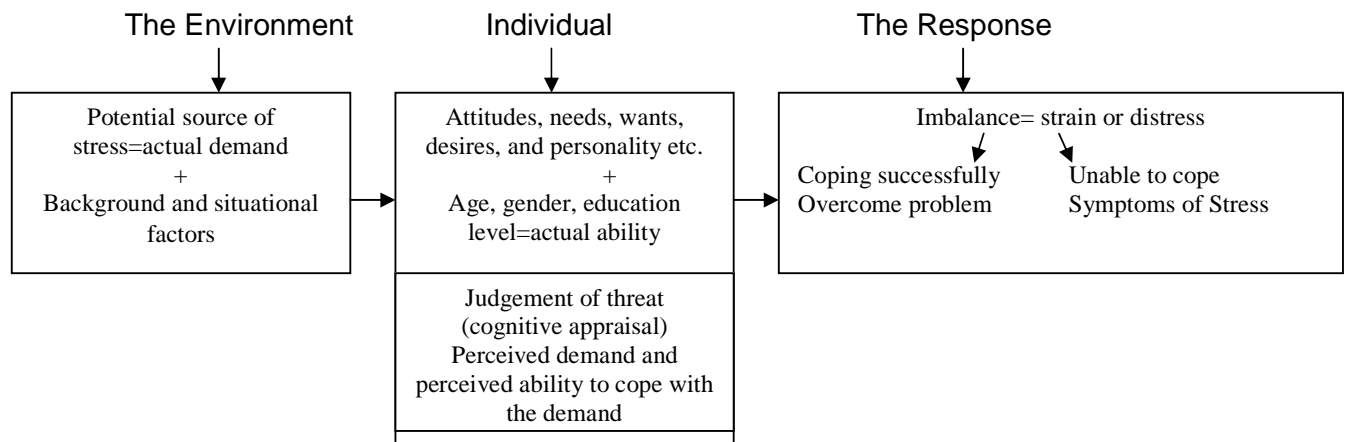 The Environment
Individual
The Response
Potential source of
stress=actual demand
+
Background and situational
factors
Attitudes, needs, wants,
desires, and personality etc.
+
Age, gender, education
level=actual ability
Judgement of threat
(cognitive appraisal)
Perceived demand and
perceived ability to cope with
the demand
Imbalance= strain or distress
Coping successfully
Overcome problem
Unable to cope
Symptoms of Stress